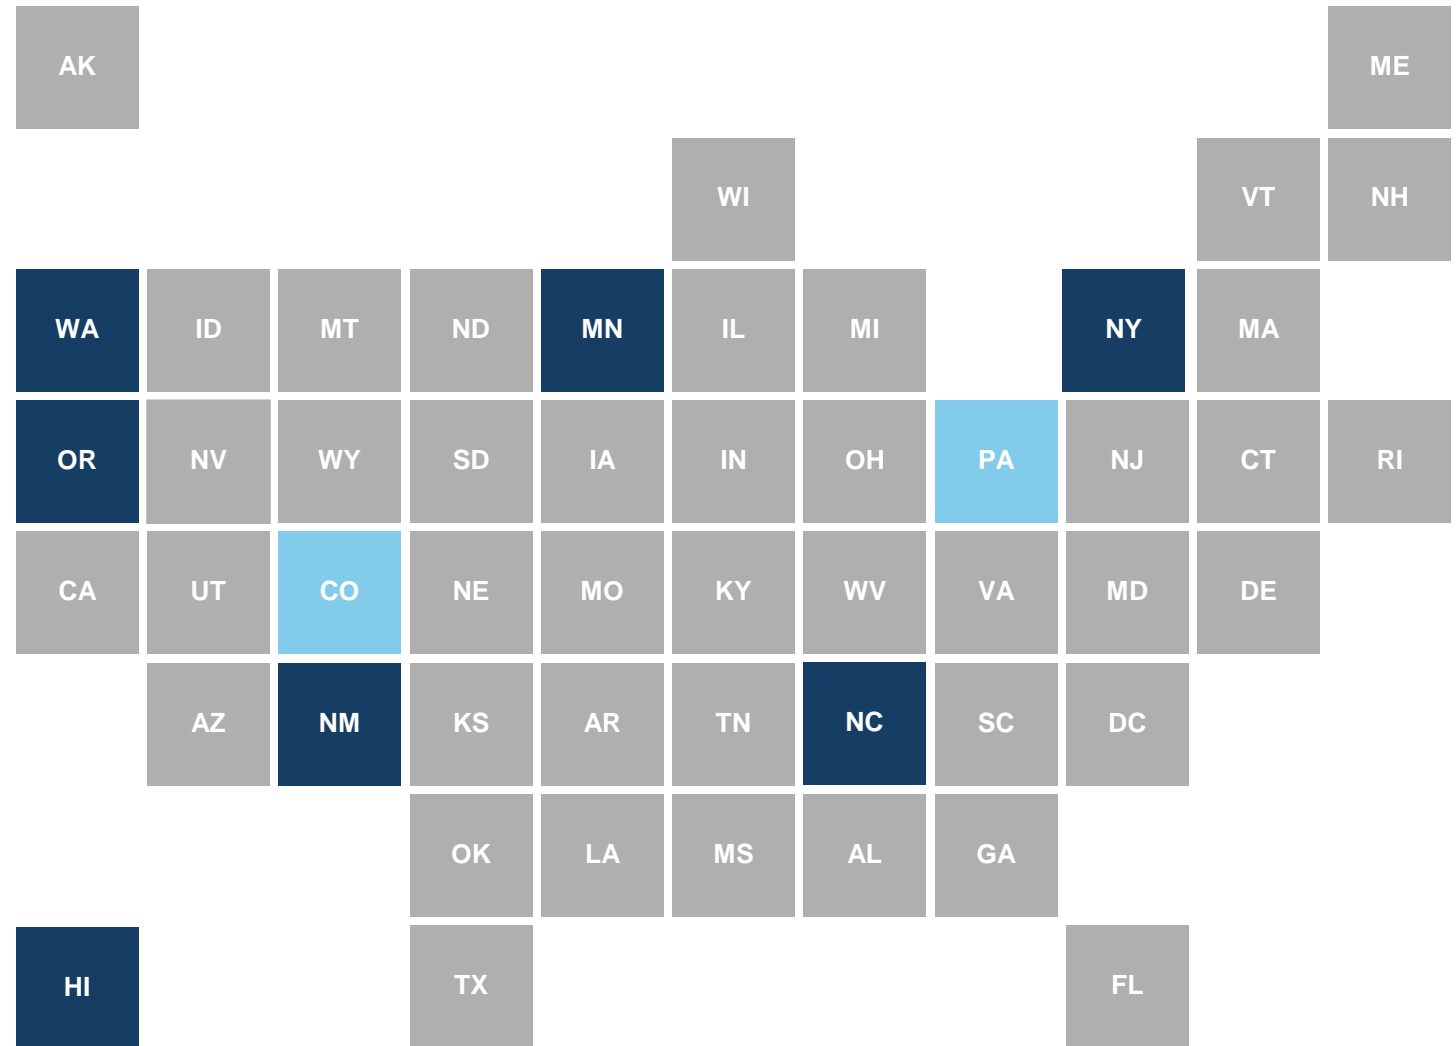 AK ME
WI VT NH
WA ID MT ND MN IL MI NY MA
OR NV WY SD IA IN OH PA NJ CT RI
CA UT CO NE MO KY WV VA MD DE
AZ NM KS AR TN NC SC DC
OK LA MS AL GA
HI TX FL